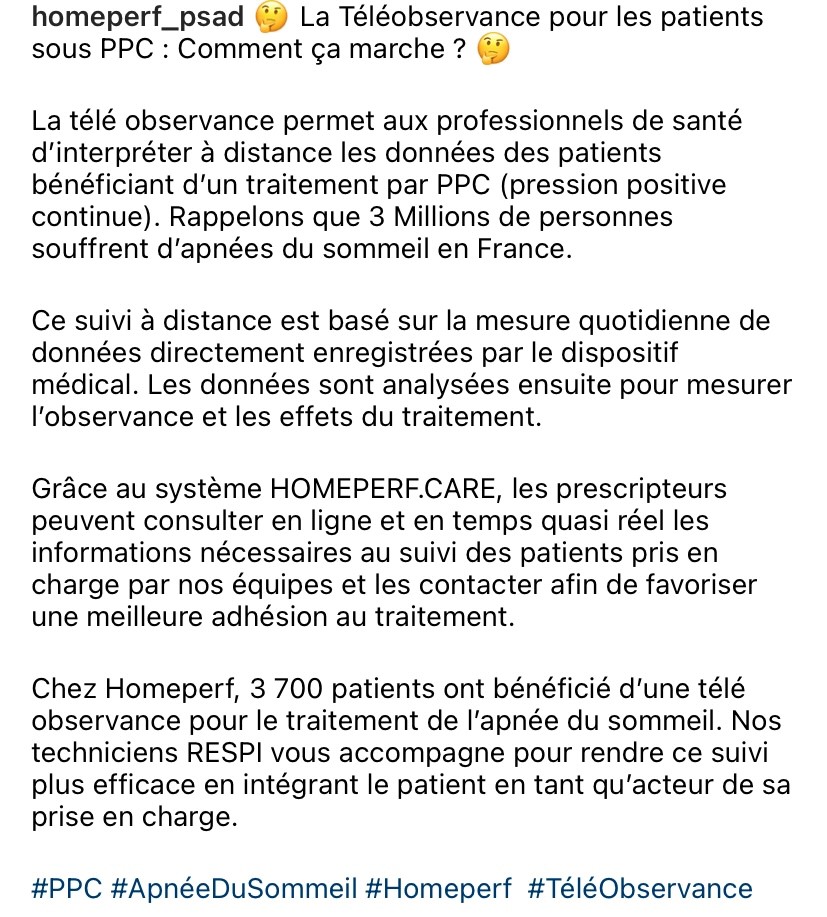 homeperf_psad 🤔 La Téléobservance pour les patients
sous PPC : Comment ça marche ? 🤔
La télé observance permet aux professionnels de santé
d’interpréter à distance les données des patients
bénéficiant d’un traitement par PPC (pression positive
continue). Rappelons que 3 Millions de personnes
souffrent d’apnées du sommeil en France.
Ce suivi à distance est basé sur la mesure quotidienne de
données directement enregistrées par le dispositif
médical. Les données sont analysées ensuite pour mesurer
l’observance et les effets du traitement.
Grâce au système HOMEPERF.CARE, les prescripteurs
peuvent consulter en ligne et en temps quasi réel les
informations nécessaires au suivi des patients pris en
charge par nos équipes et les contacter afin de favoriser
une meilleure adhésion au traitement.
Chez Homeperf, 3 700 patients ont bénéficié d’une télé
observance pour le traitement de l’apnée du sommeil. Nos
techniciens RESPI vous accompagne pour rendre ce suivi
plus efficace en intégrant le patient en tant qu’acteur de sa
prise en charge.
#PPC #ApnéeDuSommeil #Homeperf #TéléObservance